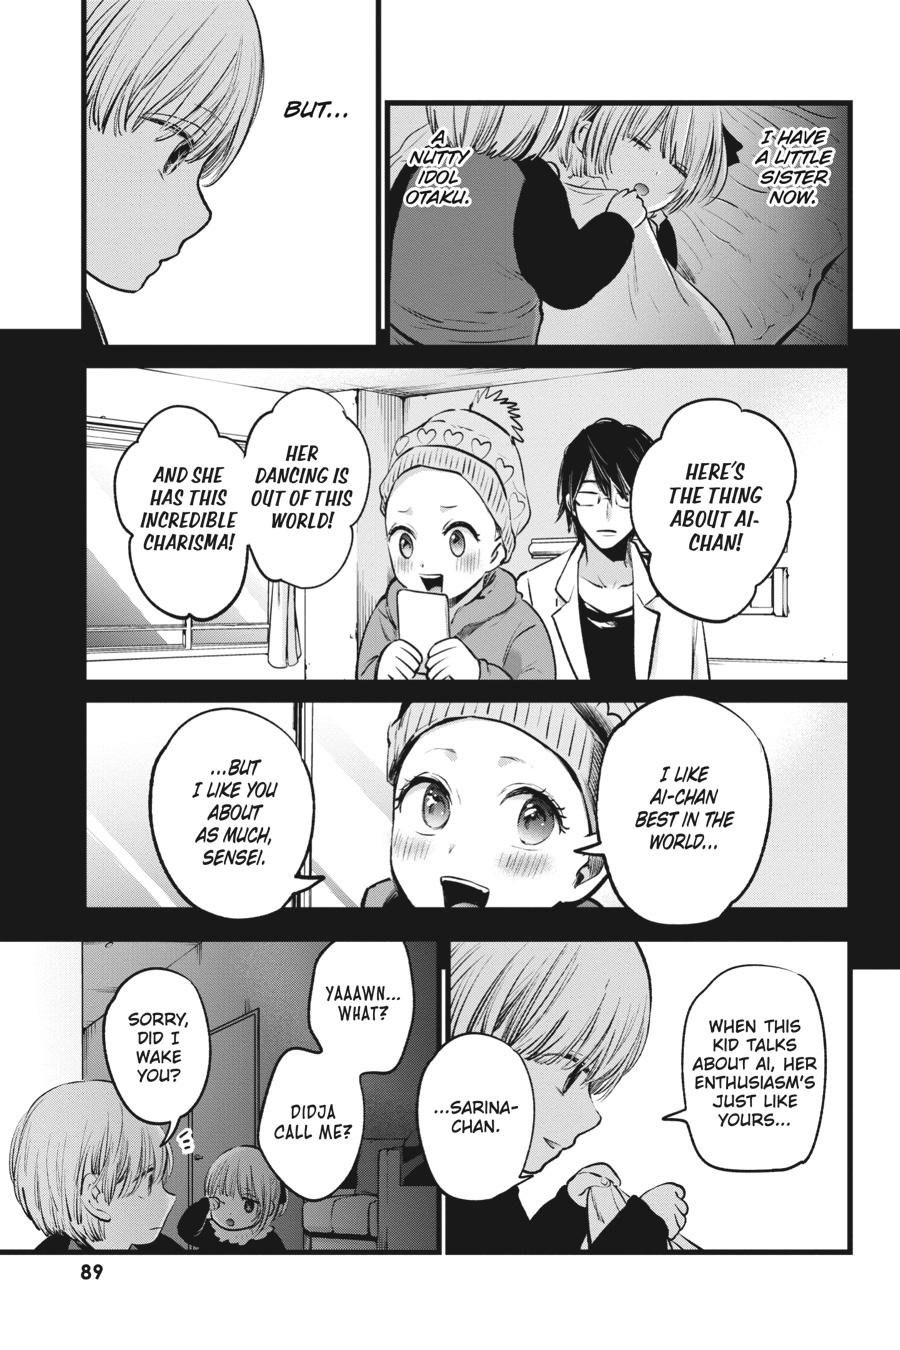 I HAVE
A LITTLE
SISTER
NOW.
A
NUTTY
IDOL
OTAKU.
BUT...
HERE'S
THE THING
ABOUT AI-
CHAN!
HER
DANCING IS
OUT OF THIS
WORLD!
AND SHE
HAS THIS
INCREDIBLE
CHARISMA!
I LIKE
AI-CHAN
BEST IN THE
WORLD...
...BUT
I LIKE YOU
ABOUT
AS MUCH,
SENSEI.
WHEN THIS
KID TALKS
ABOUT AI, HER
ENTHUSIASM'S
JUST LIKE
YOURS...
...SARINA-
CHAN.
YAAAWN...
WHAT?
DIDJA
CALL ME?
SORRY,
DID I
WAKE
YOU?
89